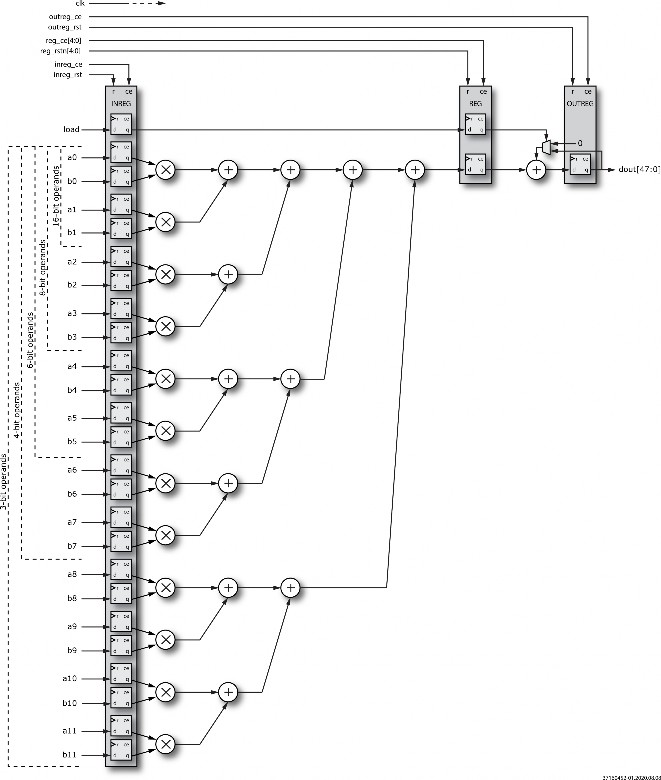 clk
outreg_ce
outreg_rst
reg_ce[4:0]
reg_rstn[4:0]
inreg_ce
inreg_rst
r ce
INREG
r ce
REG
r ce
OUTREG
load
0
dout[47:0]
a0
b0
a1
b1
a2
b2
a3
b3
a4
b4
a5
b5
a6
b6
a7
b7
a8
b8
a9
b9
a10
b10
a11
b11
16-bit operands
8-bit operands
6-bit operands
4-bit operands
3-bit operands